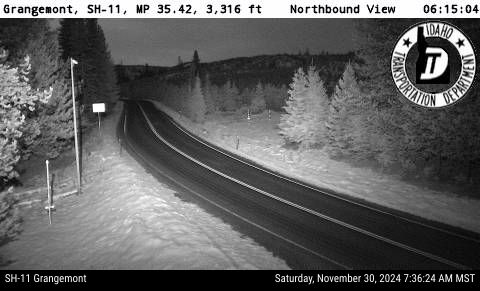 Grangemont, SH-11, MP 35.42, 3,316 ft Northbound View 06:15:04
IDAHO
TRANSPORTATION DEPARTMENT
SH-11 Grangemont Saturday, November 30, 2024 7:36:24 AM MST